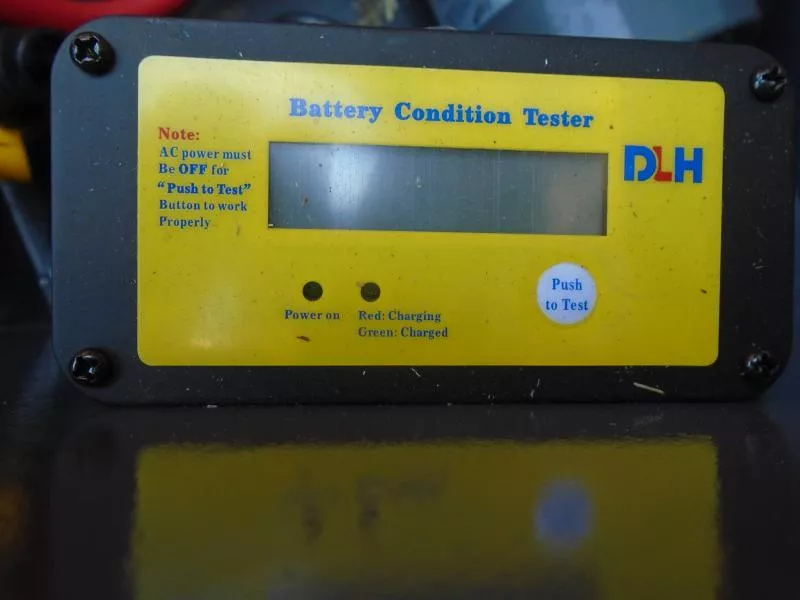 Battery Condition Tester
Note:
AC power must
Be OFF for
“Push to Test”
Button to work
Properly
DLH
Power on
Red: Charging
Green: Charged
Push
to Test